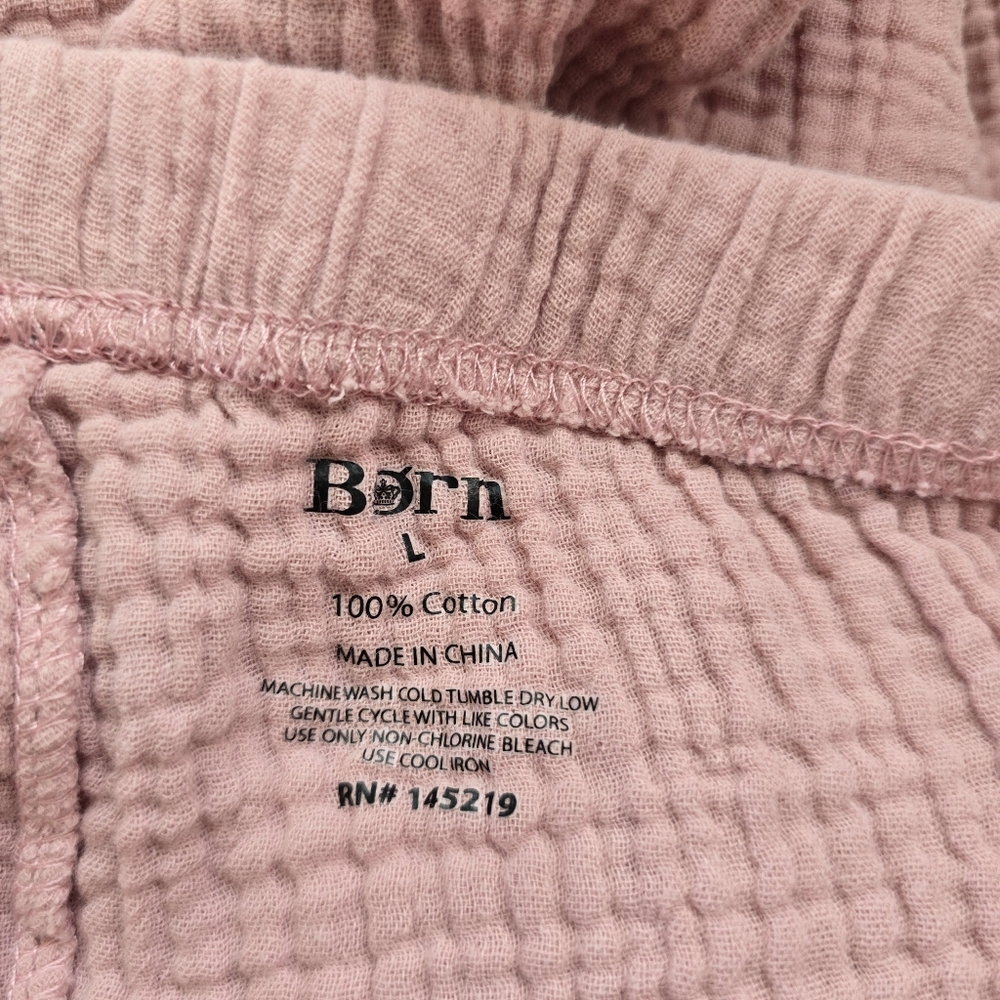 Børn
L
100% Cotton
MADE IN CHINA
MACHINE WASH COLD TUMBLE DRY LOW
GENTLE CYCLE WITH LIKE COLORS
USE ONLY NON-CHLORINE BLEACH
USE COOL IRON
RN# 145219